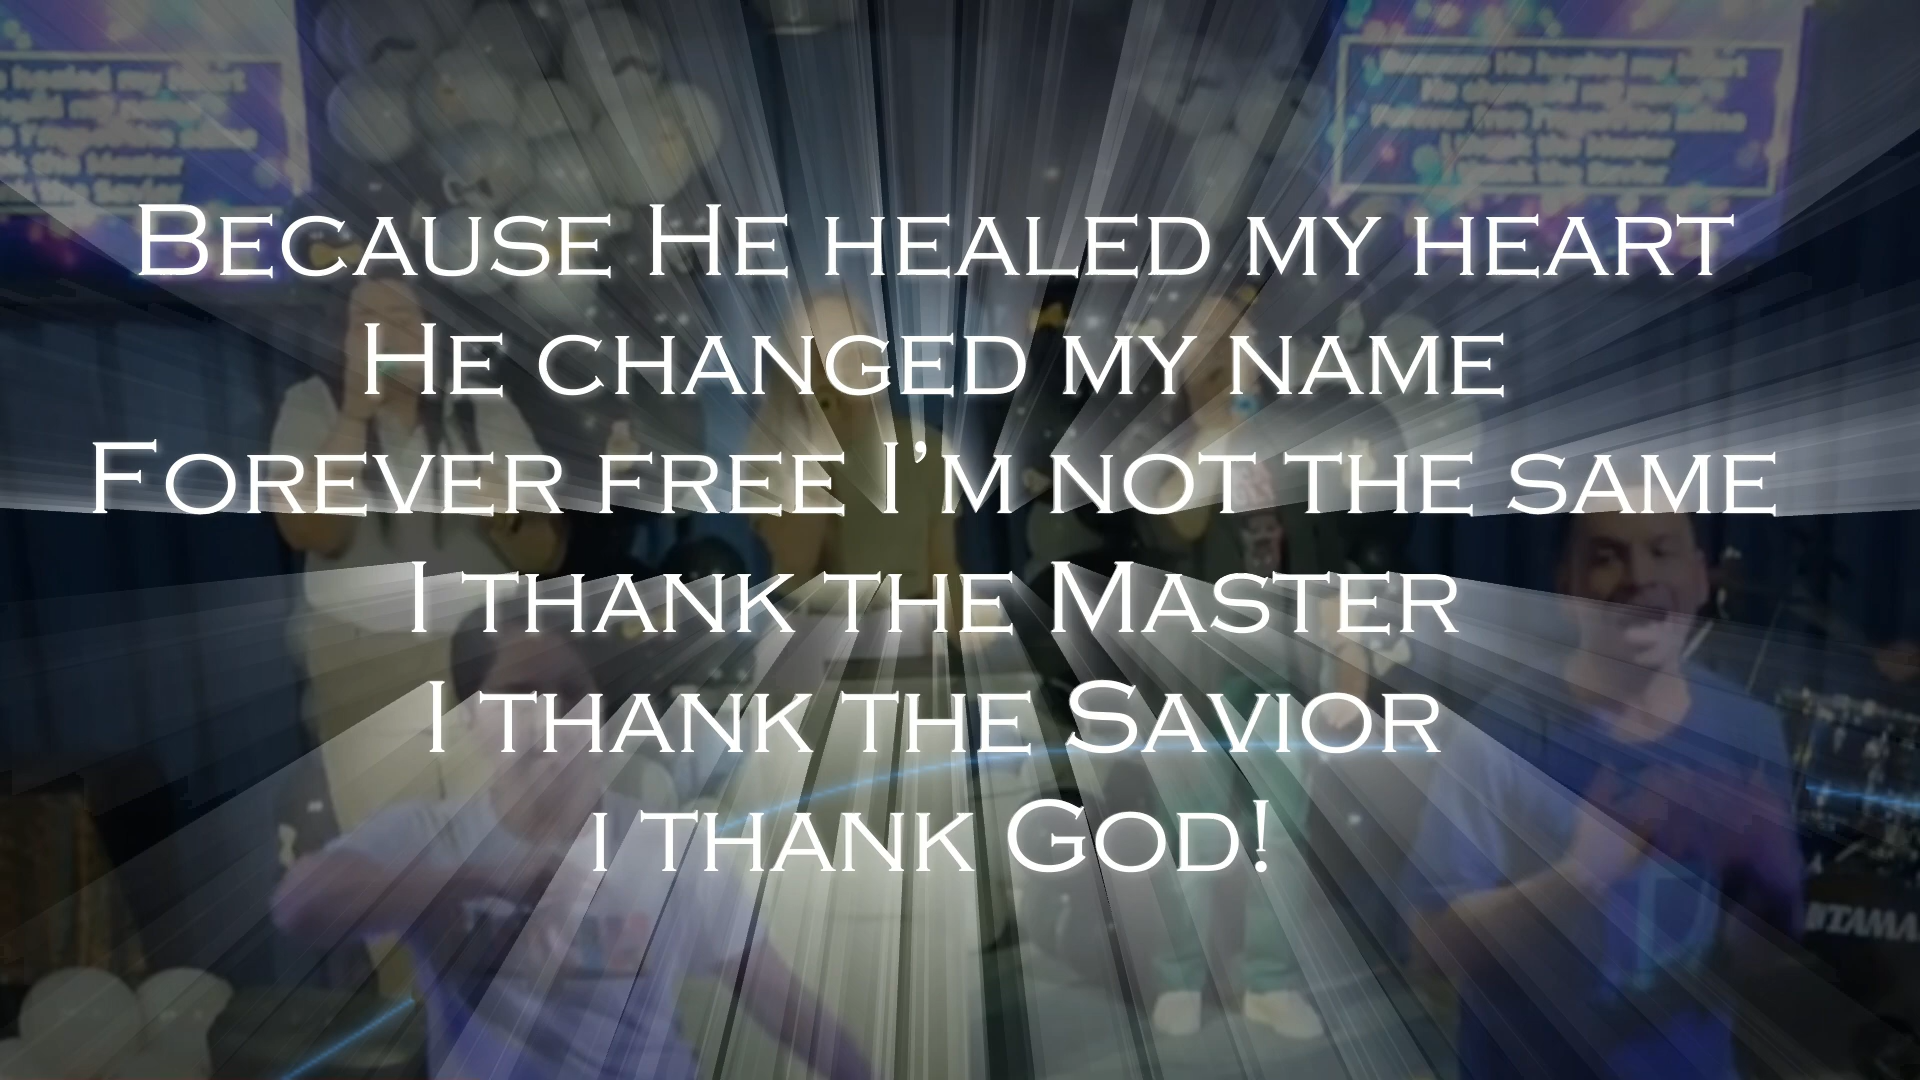 Because He healed my heart
He changed my name
Forever free I'm not the same
I thank the Master
I thank the Savior
i thank God!
TAMA